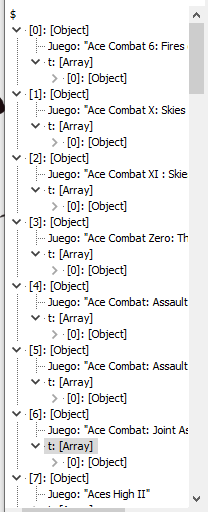 $
[0]: [Object]
Juego: "Ace Combat 6: Fires
t: [Array]
[0]: [Object]
[1]: [Object]
Juego: "Ace Combat X: Skies
t: [Array]
[0]: [Object]
[2]: [Object]
Juego: "Ace Combat XI : Skie
t: [Array]
[0]: [Object]
[3]: [Object]
Juego: "Ace Combat Zero: Th
t: [Array]
[0]: [Object]
[4]: [Object]
Juego: "Ace Combat: Assault
t: [Array]
[0]: [Object]
[5]: [Object]
Juego: "Ace Combat: Assault
t: [Array]
[0]: [Object]
[6]: [Object]
Juego: "Ace Combat: Joint As
t: [Array]
[0]: [Object]
[7]: [Object]
Juego: "Aces High II"